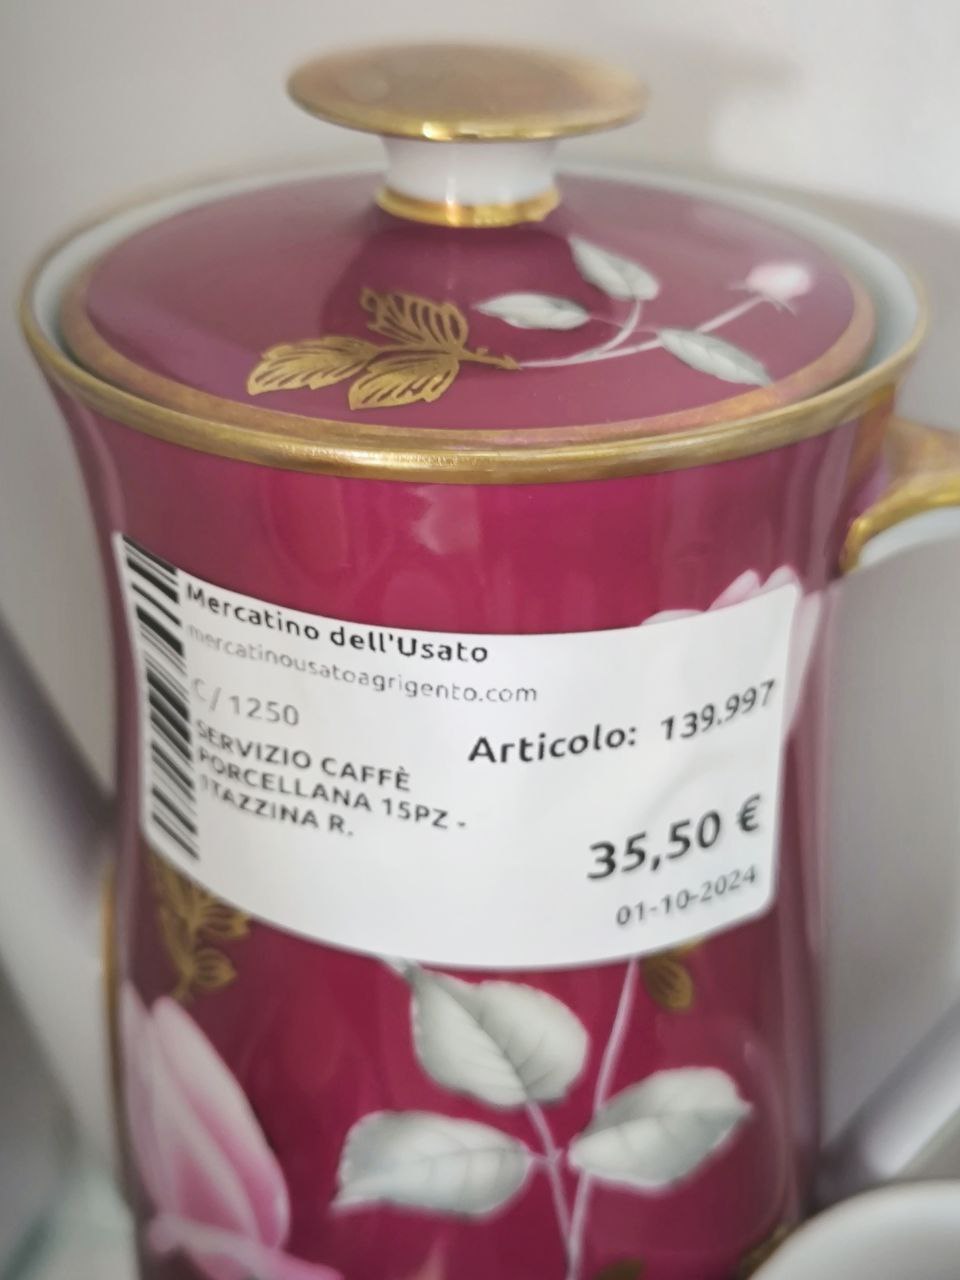 Mercatino dell'Usato
mercatinousatoagrigento.com
C/ 1250
Articolo: 139.997
SERVIZIO CAFFÈ
PORCELLANA 15PZ -
1TAZZINA R.
35,50 €
01-10-2024